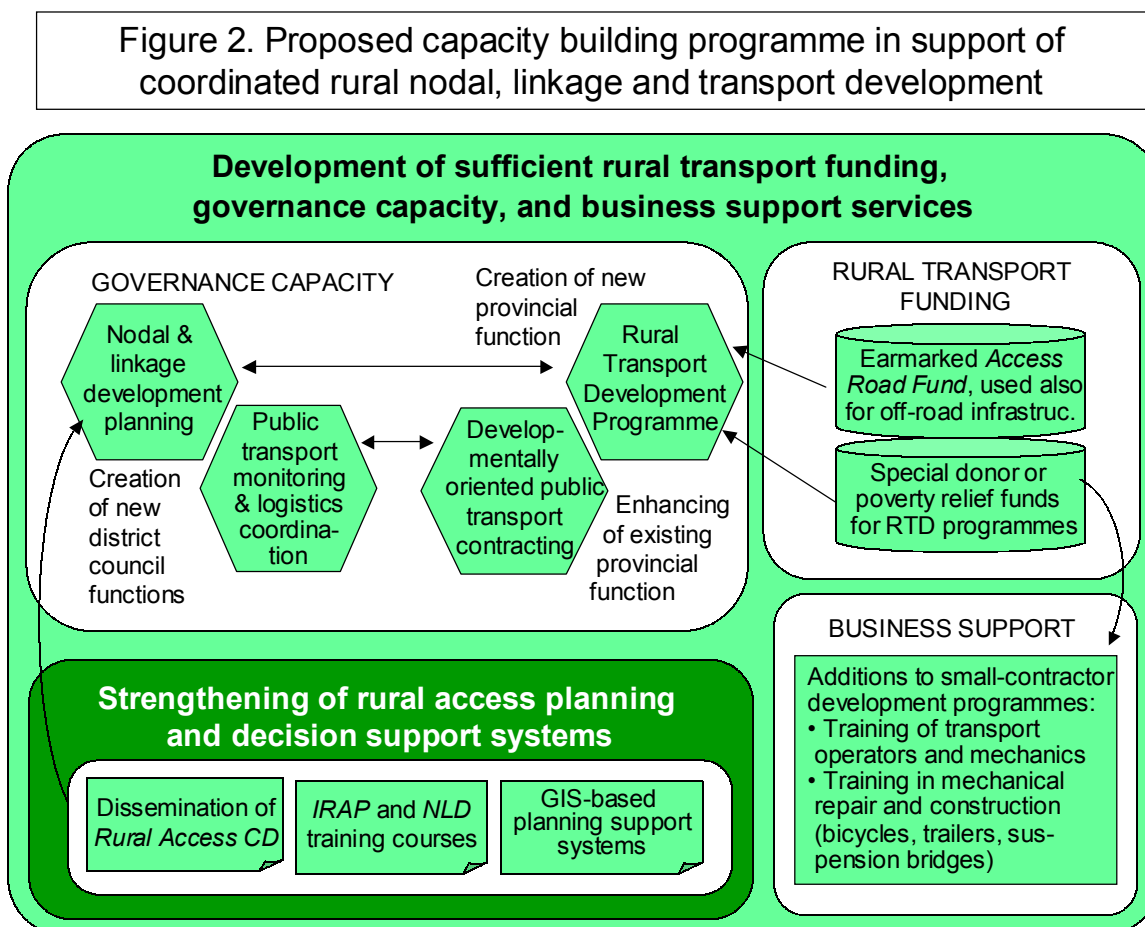 Figure 2. Proposed capacity building programme in support of
coordinated rural nodal, linkage and transport development
Development of sufficient rural transport funding,
governance capacity, and business support services
GOVERNANCE CAPACITY
Creation of new
provincial
function
Nodal &
linkage
development
planning
Rural
Transport
Development
Programme
Public
transport
monitoring
& logistics
coordina-
tion
Develop-
mentally
oriented public
transport
contracting
Creation
of new
district
council
functions
Enhancing
of existing
provincial
function
RURAL TRANSPORT
FUNDING
Earmarked Access
Road Fund, used also
for off-road infrastruc.
Special donor or
poverty relief funds
for RTD programmes
BUSINESS SUPPORT
Additions to small-contractor
development programmes:
• Training of transport
operators and mechanics
• Training in mechanical
repair and construction
(bicycles, trailers, sus-
pension bridges)
Strengthening of rural access planning
and decision support systems
Dissemination of
Rural Access CD
IRAP and NLD
training courses
GIS-based
planning support
systems